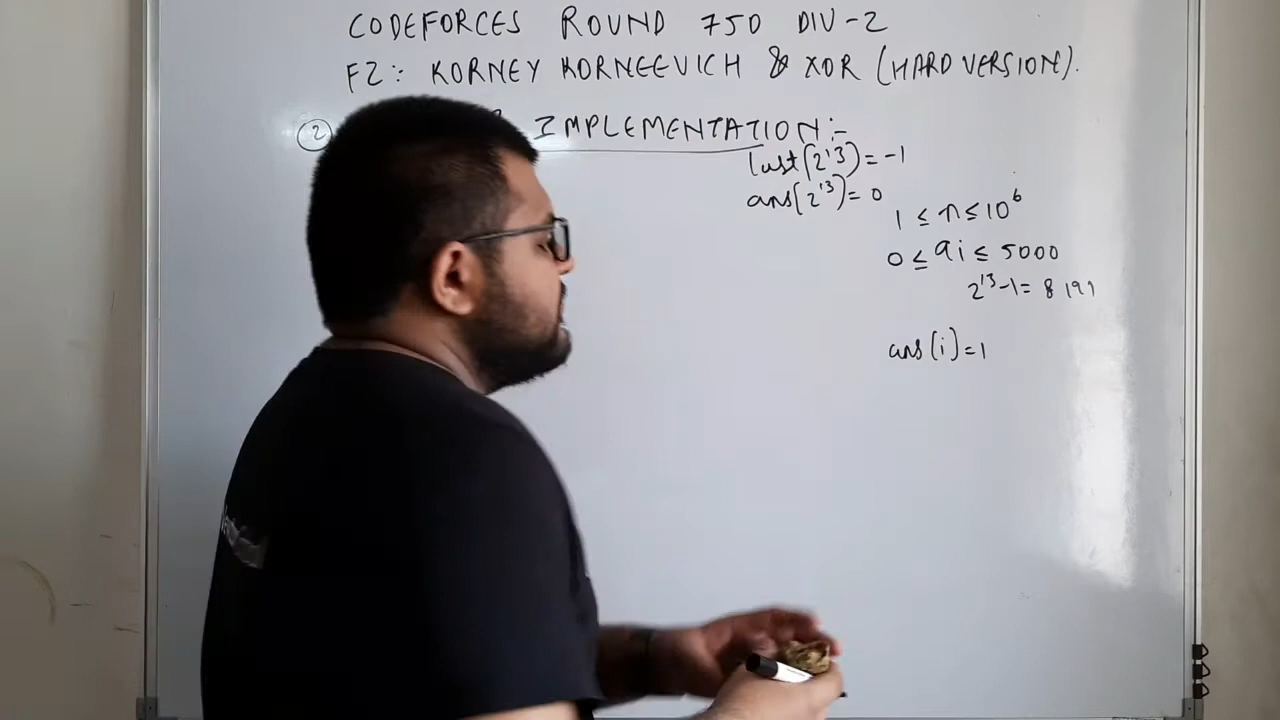 CODEFORCES ROUND 750 DIV-2
F2:- KORNEY KORNEEVICH & XOR (HARD VERSION).
2 IMPLEMENTATION:-
last(2^13) = -1
ans(2^13) = 0
1 ≤ n ≤ 10^6
0 ≤ ai ≤ 5000
2^13-1 = 8191
ans(i) = 1